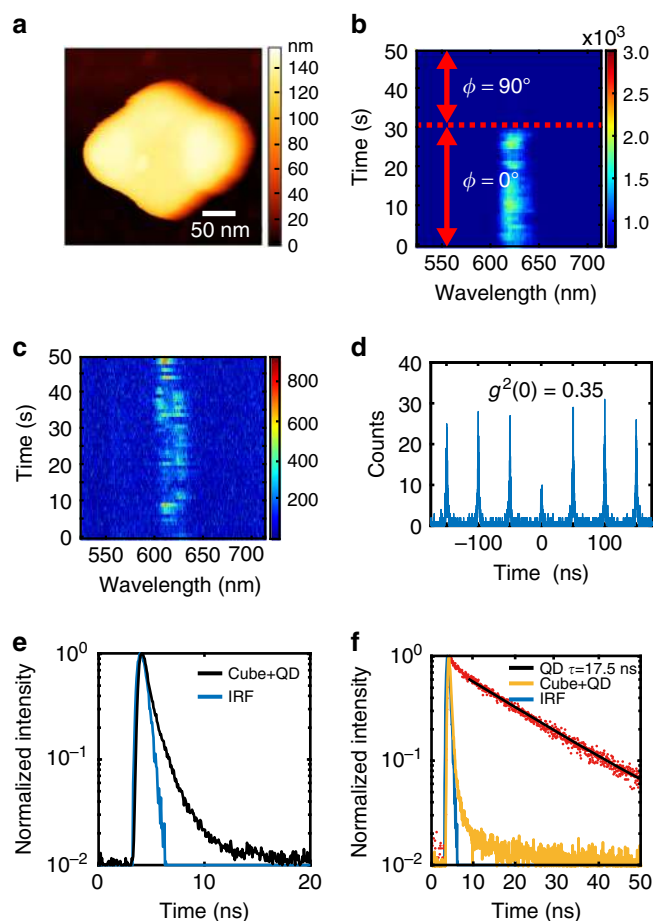 a
nm
140
120
100
80
60
40
20
0
50 nm
b
×10³
50
40
30
20
10
0
Time (s)
ϕ = 90°
ϕ = 0°
3.0
2.5
2.0
1.5
1.0
550 600 650 700
Wavelength (nm)
c
50
40
30
20
10
0
Time (s)
800
600
400
200
550 600 650 700
Wavelength (nm)
d
g²(0) = 0.35
40
30
20
10
0
Counts
−100 0 100
Time (ns)
e
Normalized intensity
10⁰
10⁻¹
10⁻²
Cube+QD
IRF
0 10 20
Time (ns)
f
Normalized intensity
10⁰
10⁻¹
10⁻²
QD τ=17.5 ns
Cube+QD
IRF
0 10 20 30 40 50
Time (ns)